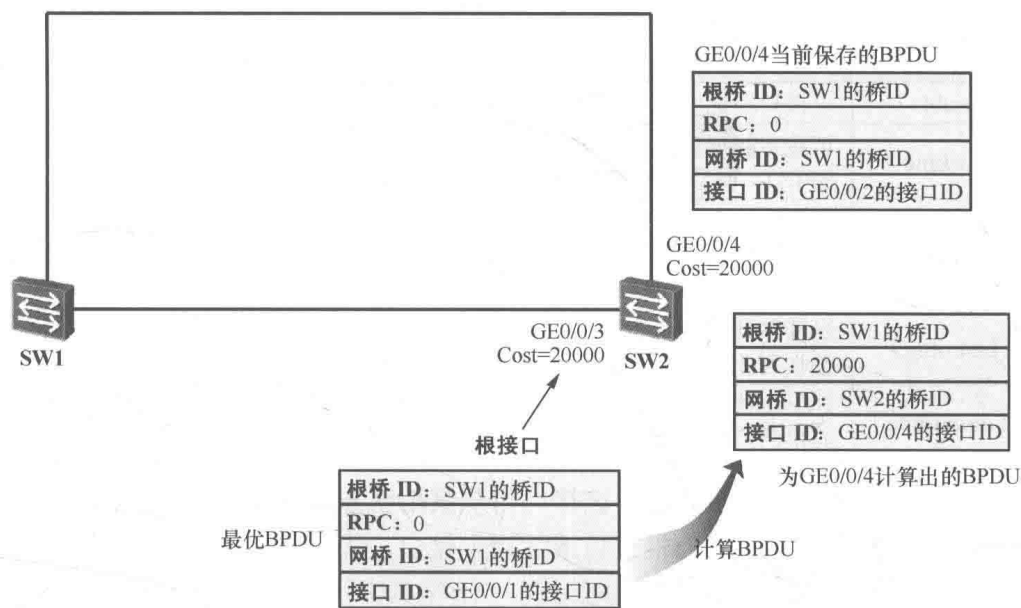 GE0/0/4当前保存的BPDU
根桥 ID：SW1的桥ID
RPC：0
网桥 ID：SW1的桥ID
接口 ID：GE0/0/2的接口ID
GE0/0/4
Cost=20000
SW1
GE0/0/3
Cost=20000
SW2
根桥 ID：SW1的桥ID
RPC：20000
网桥 ID：SW2的桥ID
接口 ID：GE0/0/4的接口ID
为GE0/0/4计算出的BPDU
根接口
最优BPDU
根桥 ID：SW1的桥ID
RPC：0
网桥 ID：SW1的桥ID
接口 ID：GE0/0/1的接口ID
计算BPDU